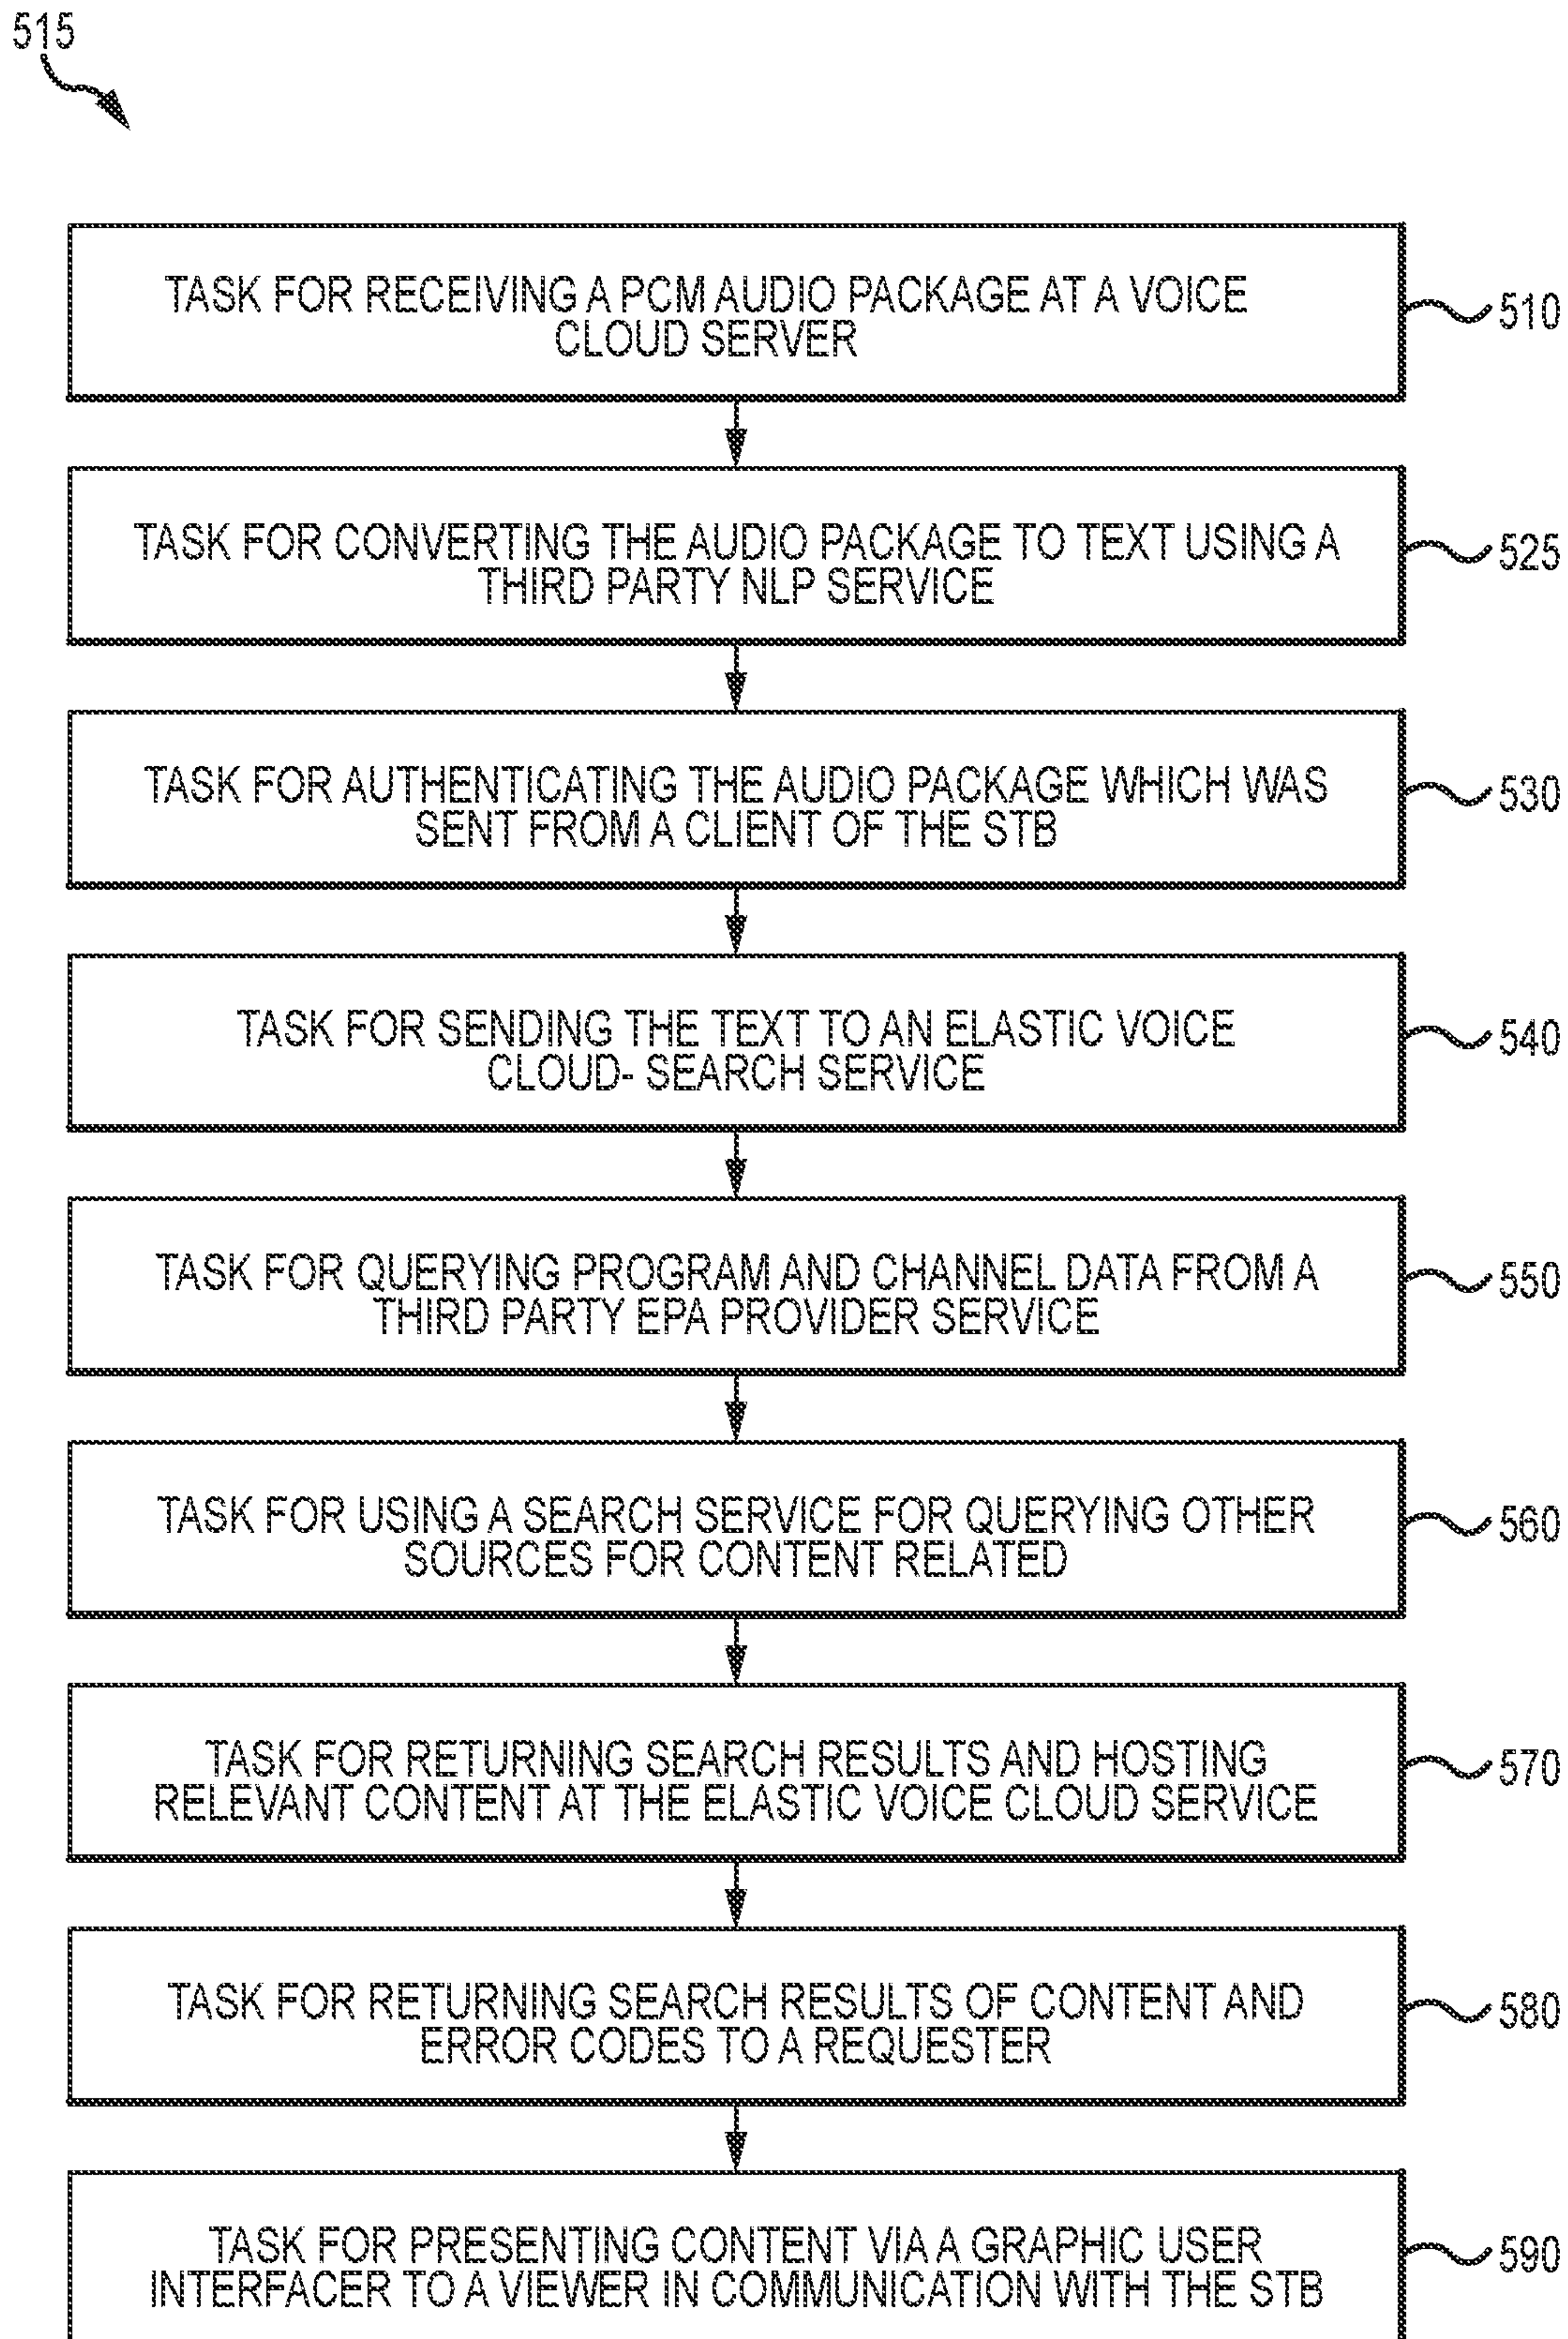 515
TASK FOR RECEIVING A PCM AUDIO PACKAGE AT A VOICE
CLOUD SERVER
510
TASK FOR CONVERTING THE AUDIO PACKAGE TO TEXT USING A
THIRD PARTY NLP SERVICE
525
TASK FOR AUTHENTICATING THE AUDIO PACKAGE WHICH WAS
SENT FROM A CLIENT OF THE STB
530
TASK FOR SENDING THE TEXT TO AN ELASTIC VOICE
CLOUD- SEARCH SERVICE
540
TASK FOR QUERYING PROGRAM AND CHANNEL DATA FROM A
THIRD PARTY EPA PROVIDER SERVICE
550
TASK FOR USING A SEARCH SERVICE FOR QUERYING OTHER
SOURCES FOR CONTENT RELATED
560
TASK FOR RETURNING SEARCH RESULTS AND HOSTING
RELEVANT CONTENT AT THE ELASTIC VOICE CLOUD SERVICE
570
TASK FOR RETURNING SEARCH RESULTS OF CONTENT AND
ERROR CODES TO A REQUESTER
580
TASK FOR PRESENTING CONTENT VIA A GRAPHIC USER
INTERFACER TO A VIEWER IN COMMUNICATION WITH THE STB
590